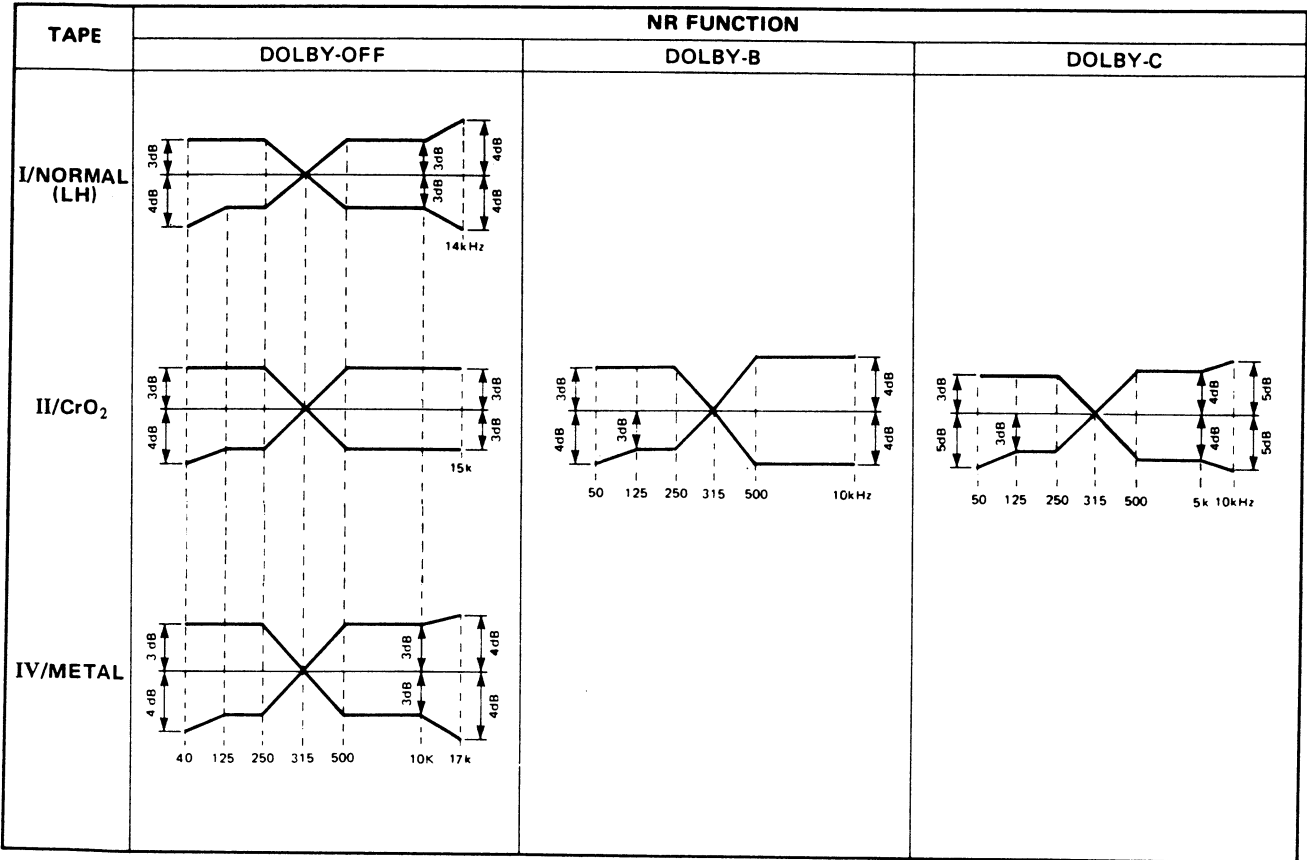 TAPE
NR FUNCTION
DOLBY-OFF
DOLBY-B
DOLBY-C
I/NORMAL
(LH)
3dB
4dB
3dB
3dB
4dB
4dB
14kHz
II/CrO₂
3dB
4dB
3dB
3dB
15k
3dB
4dB
3dB
4dB
4dB
50 125 250 315 500 10kHz
3dB
5dB
3dB
4dB
4dB
5dB
5dB
50 125 250 315 500 5k 10kHz
IV/METAL
3 dB
4 dB
3dB
3dB
4dB
4dB
40 125 250 315 500 10K 17k